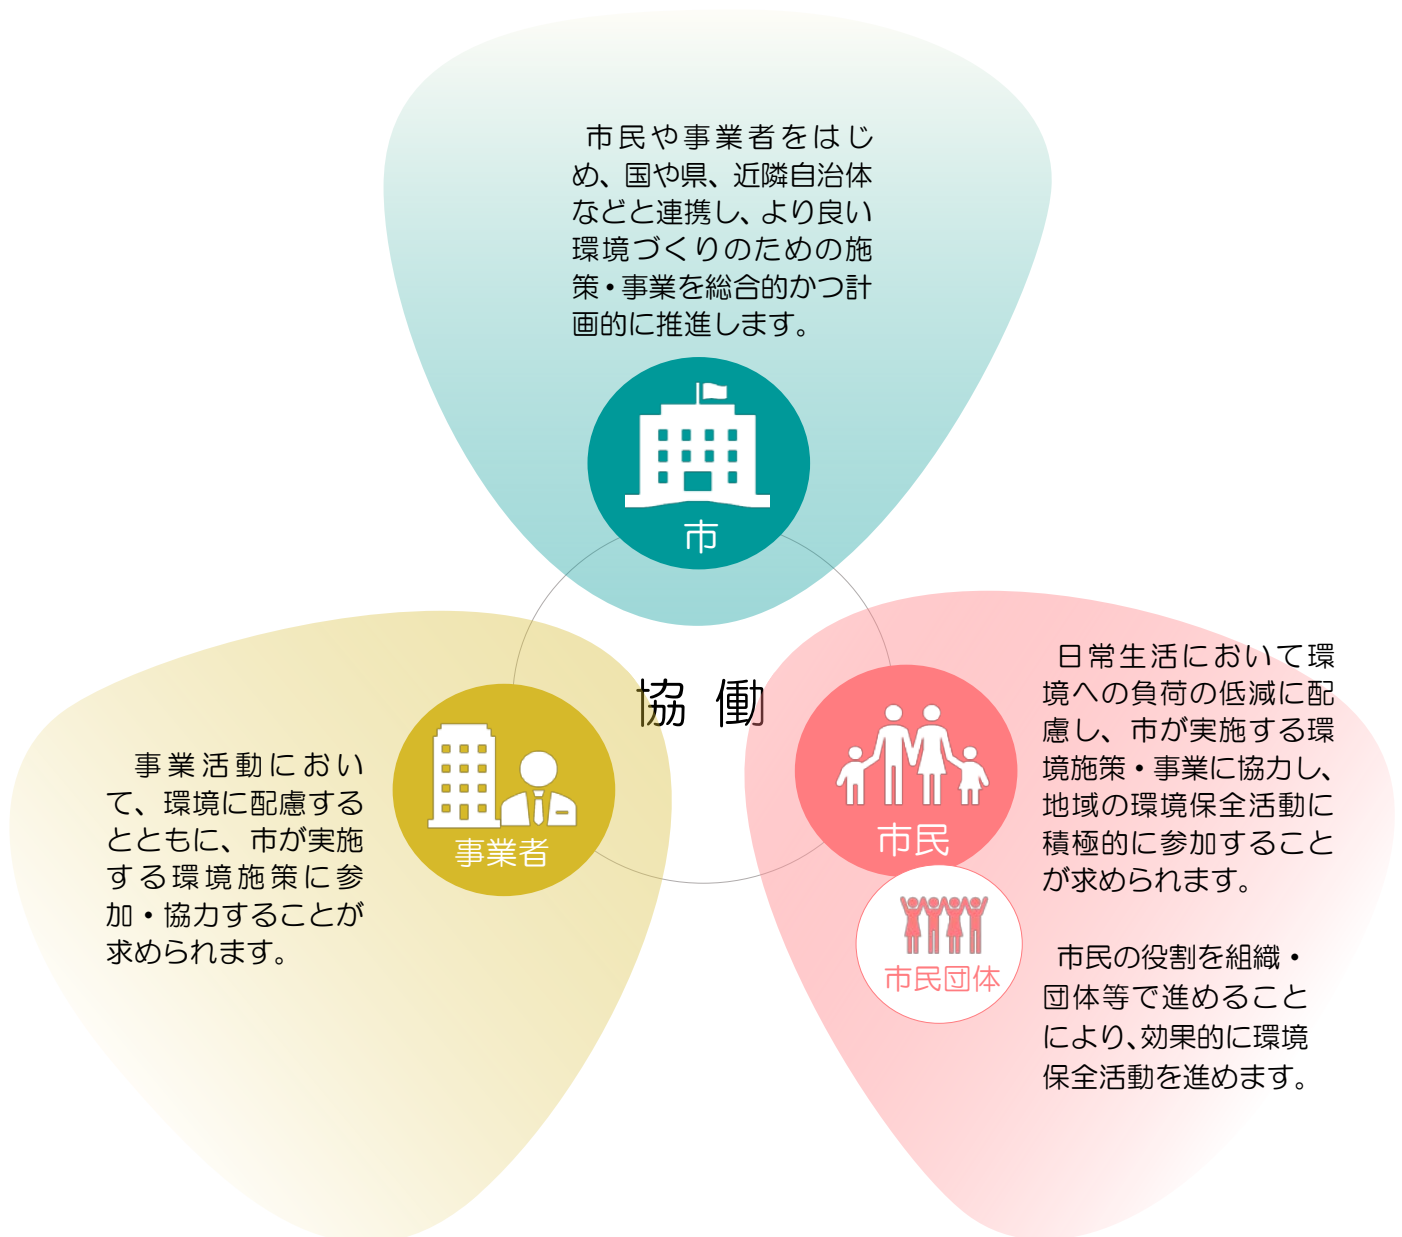 市民や事業者をはじ
め、国や県、近隣自治体
などと連携し、より良い
環境づくりのための施
策・事業を総合的かつ計
画的に推進します。
市
協 働
事業活動におい
て、環境に配慮する
とともに、市が実施
する環境施策に参
加・協力することが
求められます。
事業者
市民
日常生活において環
境への負荷の低減に配
慮し、市が実施する環
境施策・事業に協力し、
地域の環境保全活動に
積極的に参加すること
が求められます。
市民団体
市民の役割を組織・
団体等で進めること
により、効果的に環境
保全活動を進めます。